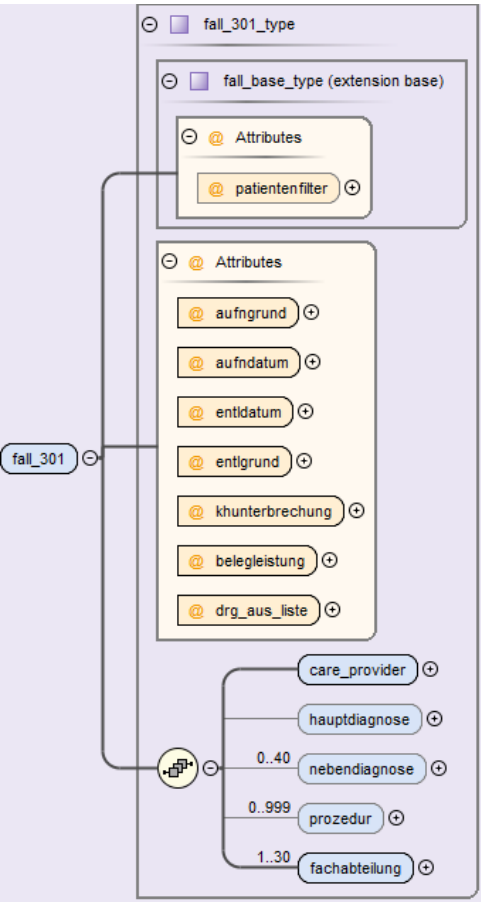 fall_301_type
fall_base_type (extension base)
@ Attributes
@ patientenfilter
@ Attributes
@ aufngrund
@ aufndatum
@ entldatum
@ entlgrund
fall_301
@ khunterbrechung
@ belegleistung
@ drg_aus_liste
care_provider
hauptdiagnose
0..40 nebendiagnose
0..999 prozedur
1..30 fachabteilung